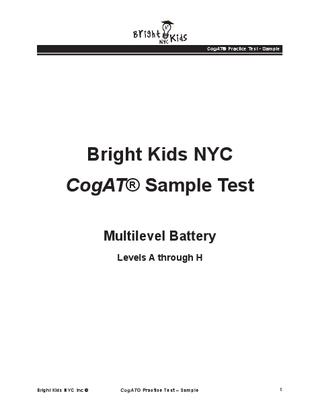 Bright Kids
NYC
CogAT® Practice Test - Sample
Bright Kids NYC
CogAT® Sample Test
Multilevel Battery
Levels A through H
Bright Kids NYC Inc © CogAT© Practice Test – Sample 1